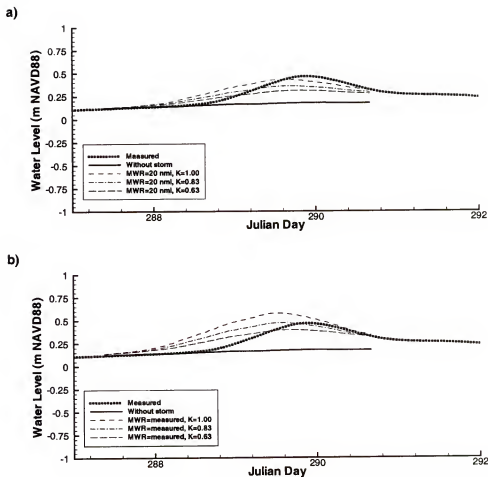 a)
Water Level (m NAVD88)
1
0.75
0.5
0.25
0
-0.25
-0.5
-0.75
-1
Measured
Without storm
MWR=20 nmi, K=1.00
MWR=20 nmi, K=0.83
MWR=20 nmi, K=0.63
288
290
292
Julian Day
b)
Water Level (m NAVD88)
1
0.75
0.5
0.25
0
-0.25
-0.5
-0.75
-1
Measured
Without storm
MWR=measured, K=1.00
MWR=measured, K=0.83
MWR=measured, K=0.63
288
290
292
Julian Day